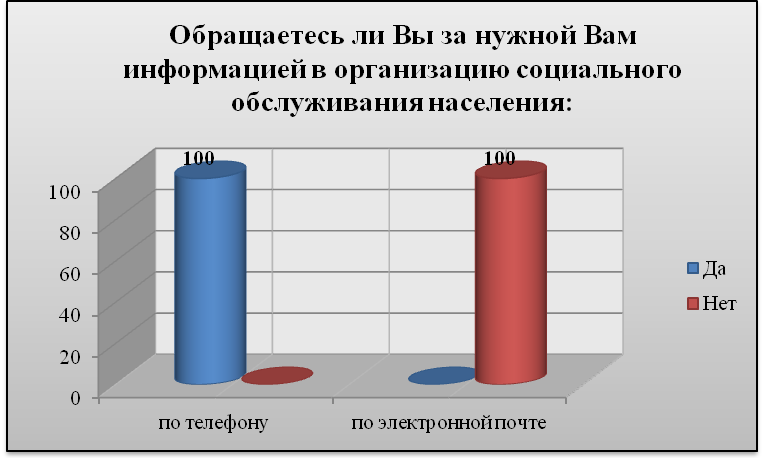 Обращаетесь ли Вы за нужной Вам
информацией в организацию социального
обслуживания населения:
100
100
100
80
60
40
20
0
по телефону
по электронной почте
Да
Нет